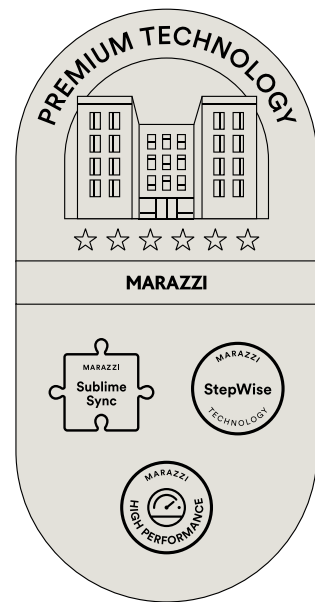 PREMIUM TECHNOLOGY
MARAZZI
MARAZZI
Sublime
Sync
MARAZZI
StepWise
TECHNOLOGY
MARAZZI
HIGH PERFORMANCE